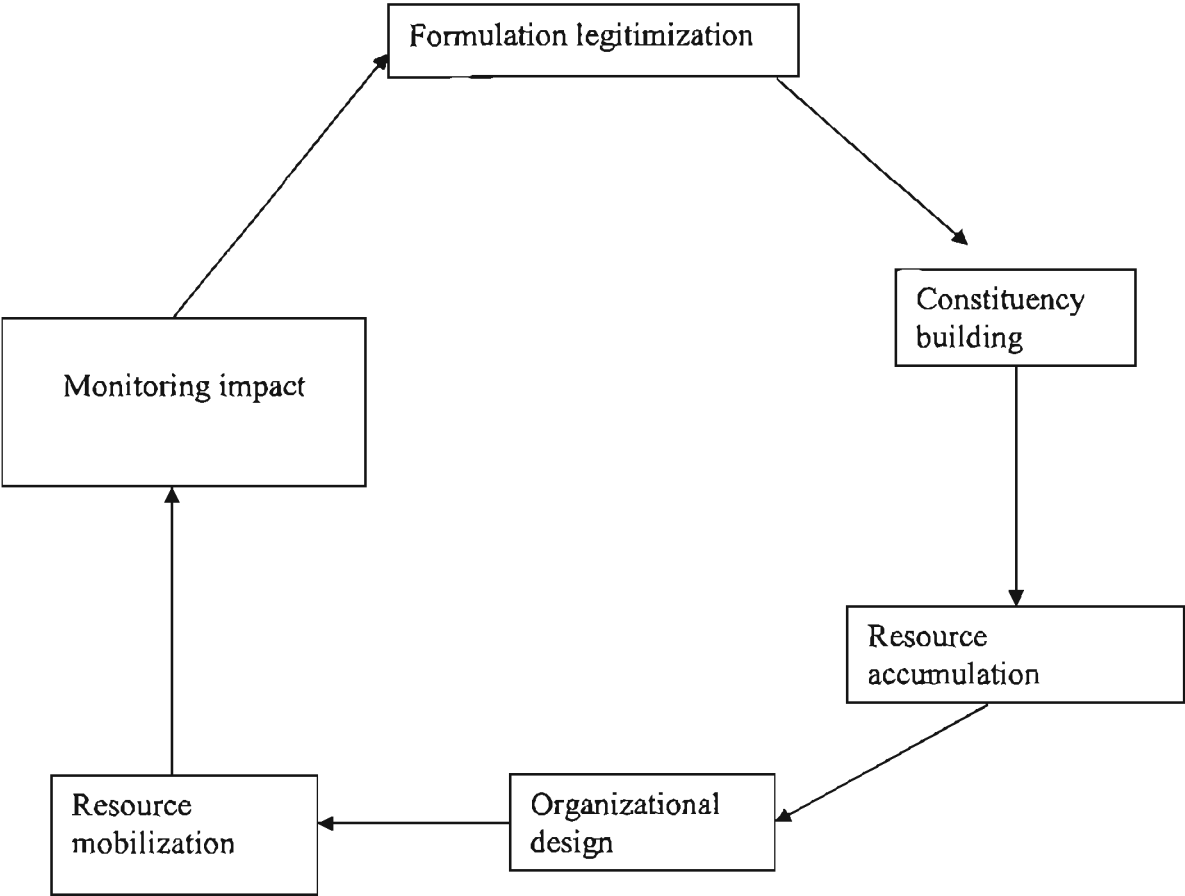 Formulation legitimization
Constituency
building
Monitoring impact
Resource
accumulation
Organizational
design
Resource
mobilization